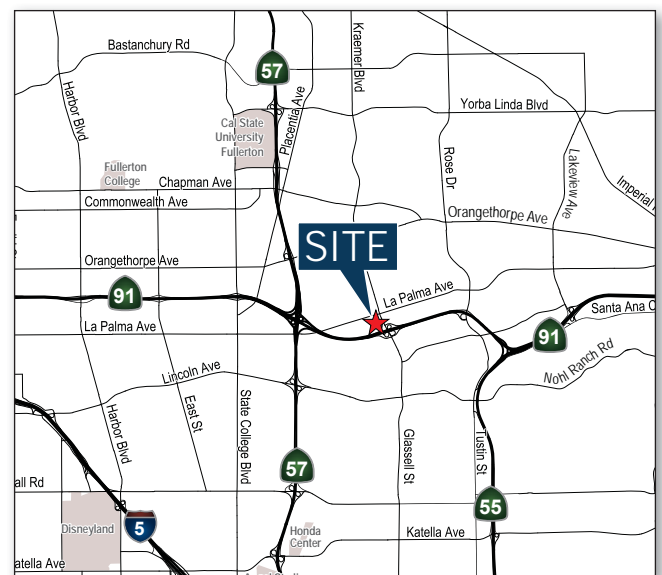 Bastanchury Rd
57
Kraemer Blvd
Harbor Blvd
Cal State
University
Fullerton
Placentia Ave
Yorba Linda Blvd
Fullerton
College
Chapman Ave
Commonwealth Ave
Rose Dr
Lakeview Ave
Imperial
Orangethorpe Ave
SITE
Orangethorpe Ave
91
La Palma Ave
Santa Ana C
La Palma Ave
91
Nohl Ranch Rd
Lincoln Ave
Harbor Blvd
East St
State College Blvd
Glassell St
Tustin St
57
all Rd
55
Disneyland
5
Honda
Center
Katella Ave
atella Ave